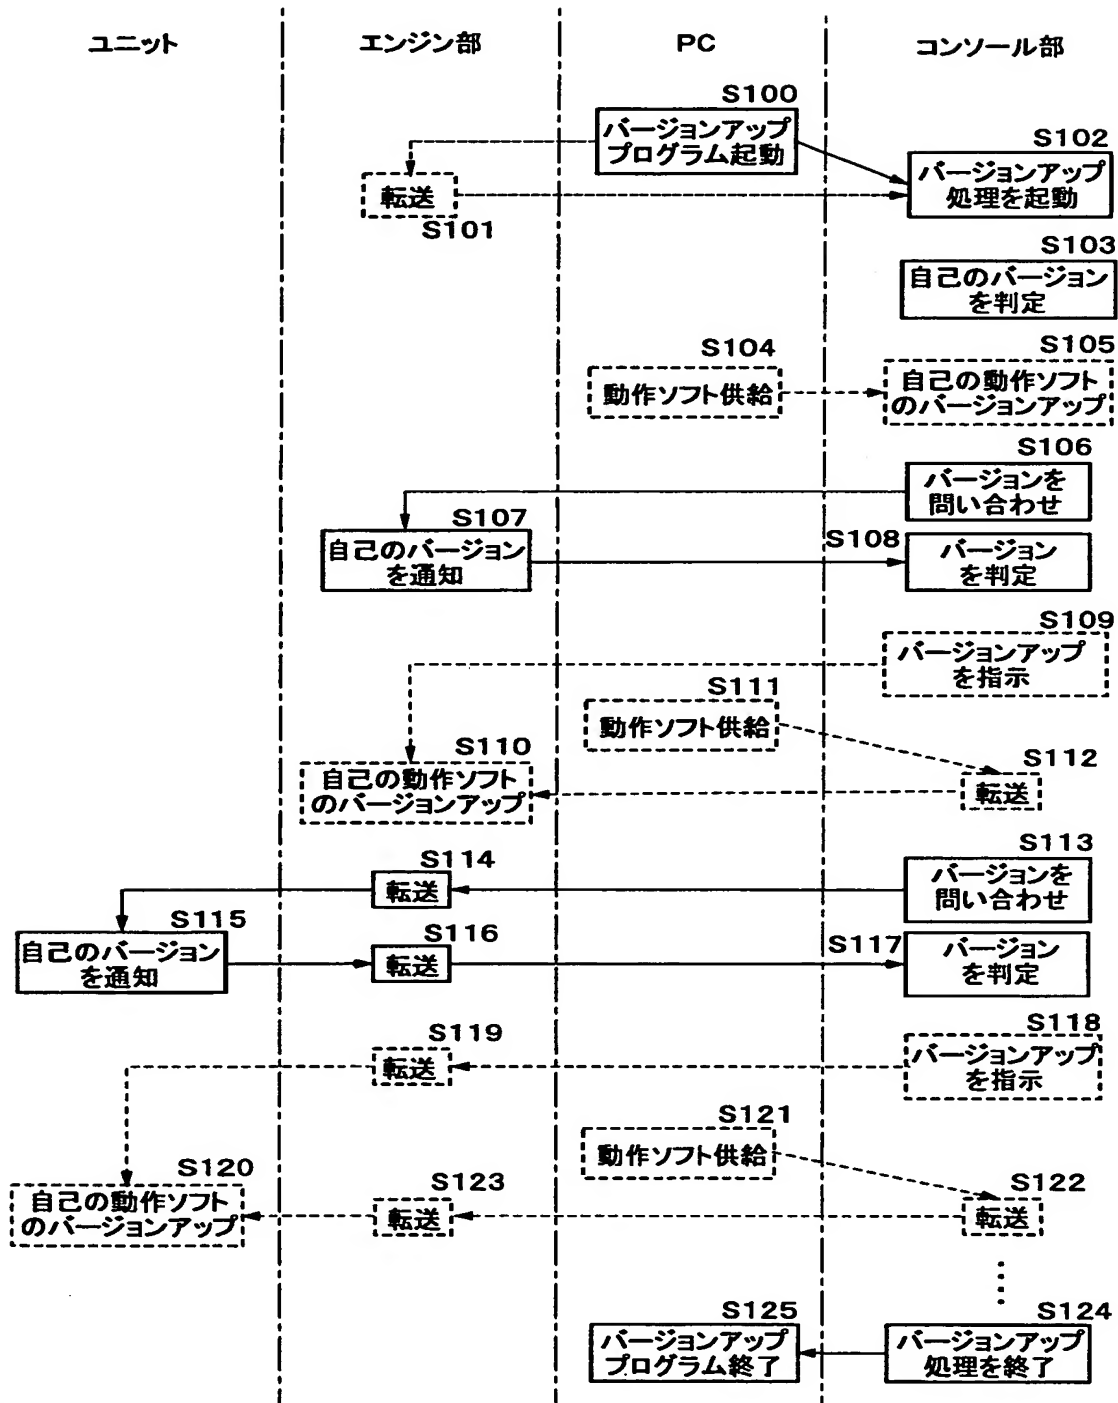 ユニット
エンジン部
PC
コンソール部
S100
バージョンアップ
プログラム起動
S102
バージョンアップ
処理を起動
転送
S101
S103
自己のバージョン
を判定
S104
動作ソフト供給
S105
自己の動作ソフト
のバージョンアップ
S106
バージョンを
問い合わせ
S107
自己のバージョン
を通知
S108
バージョン
を判定
S109
バージョンアップ
を指示
S111
動作ソフト供給
S110
自己の動作ソフト
のバージョンアップ
S112
転送
S113
バージョンを
問い合わせ
S114
転送
S115
自己のバージョン
を通知
S116
転送
S117
バージョン
を判定
S118
バージョンアップ
を指示
S119
転送
S121
動作ソフト供給
S120
自己の動作ソフト
のバージョンアップ
S123
転送
S122
転送
S125
バージョンアップ
プログラム終了
S124
バージョンアップ
処理を終了